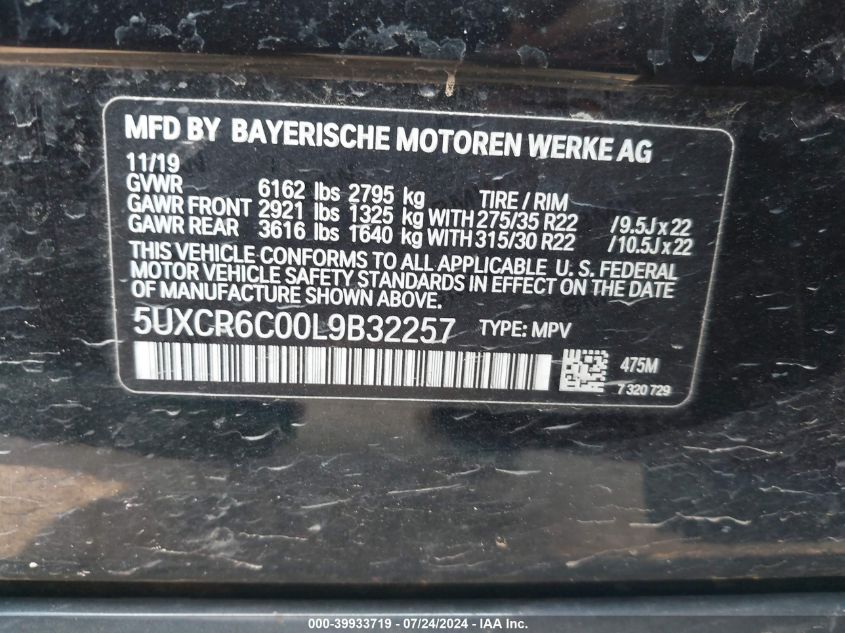 MFD BY BAYERISCHE MOTOREN WERKE AG
11/19
GVWR 6162 lbs 2795 kg TIRE / RIM
GAWR FRONT 2921 lbs 1325 kg WITH 275/35 R22 /9.5J x 22
GAWR REAR 3616 lbs 1640 kg WITH 315/30 R22 /10.5J x 22
THIS VEHICLE CONFORMS TO ALL APPLICABLE U. S. FEDERAL
MOTOR VEHICLE SAFETY STANDARDS IN EFFECT ON THE DATE
OF MANUFACTURE SHOWN ABOVE.
5UXCR6C00L9B32257 TYPE: MPV
475M
7 320 729
000-39933719 / 07/24/2024 - IAA Inc.